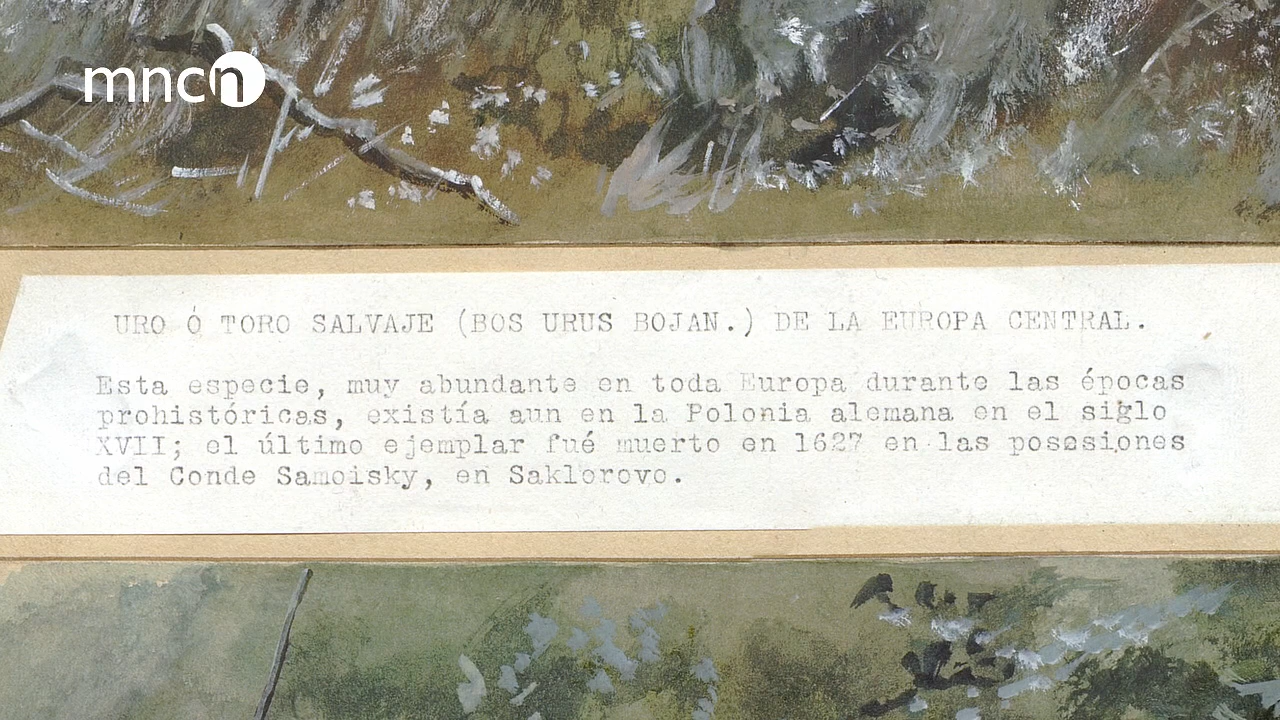 mncn
URO Ó TORO SALVAJE (BOS URUS BOJAN.) DE LA EUROPA CENTRAL.
Esta especie, muy abundante en toda Europa durante las épocas
prohistóricas, existía aun en la Polonia alemana en el siglo
XVII; el último ejemplar fué muerto en 1627 en las posesiones
del Conde Samoisky, en Saklorovo.